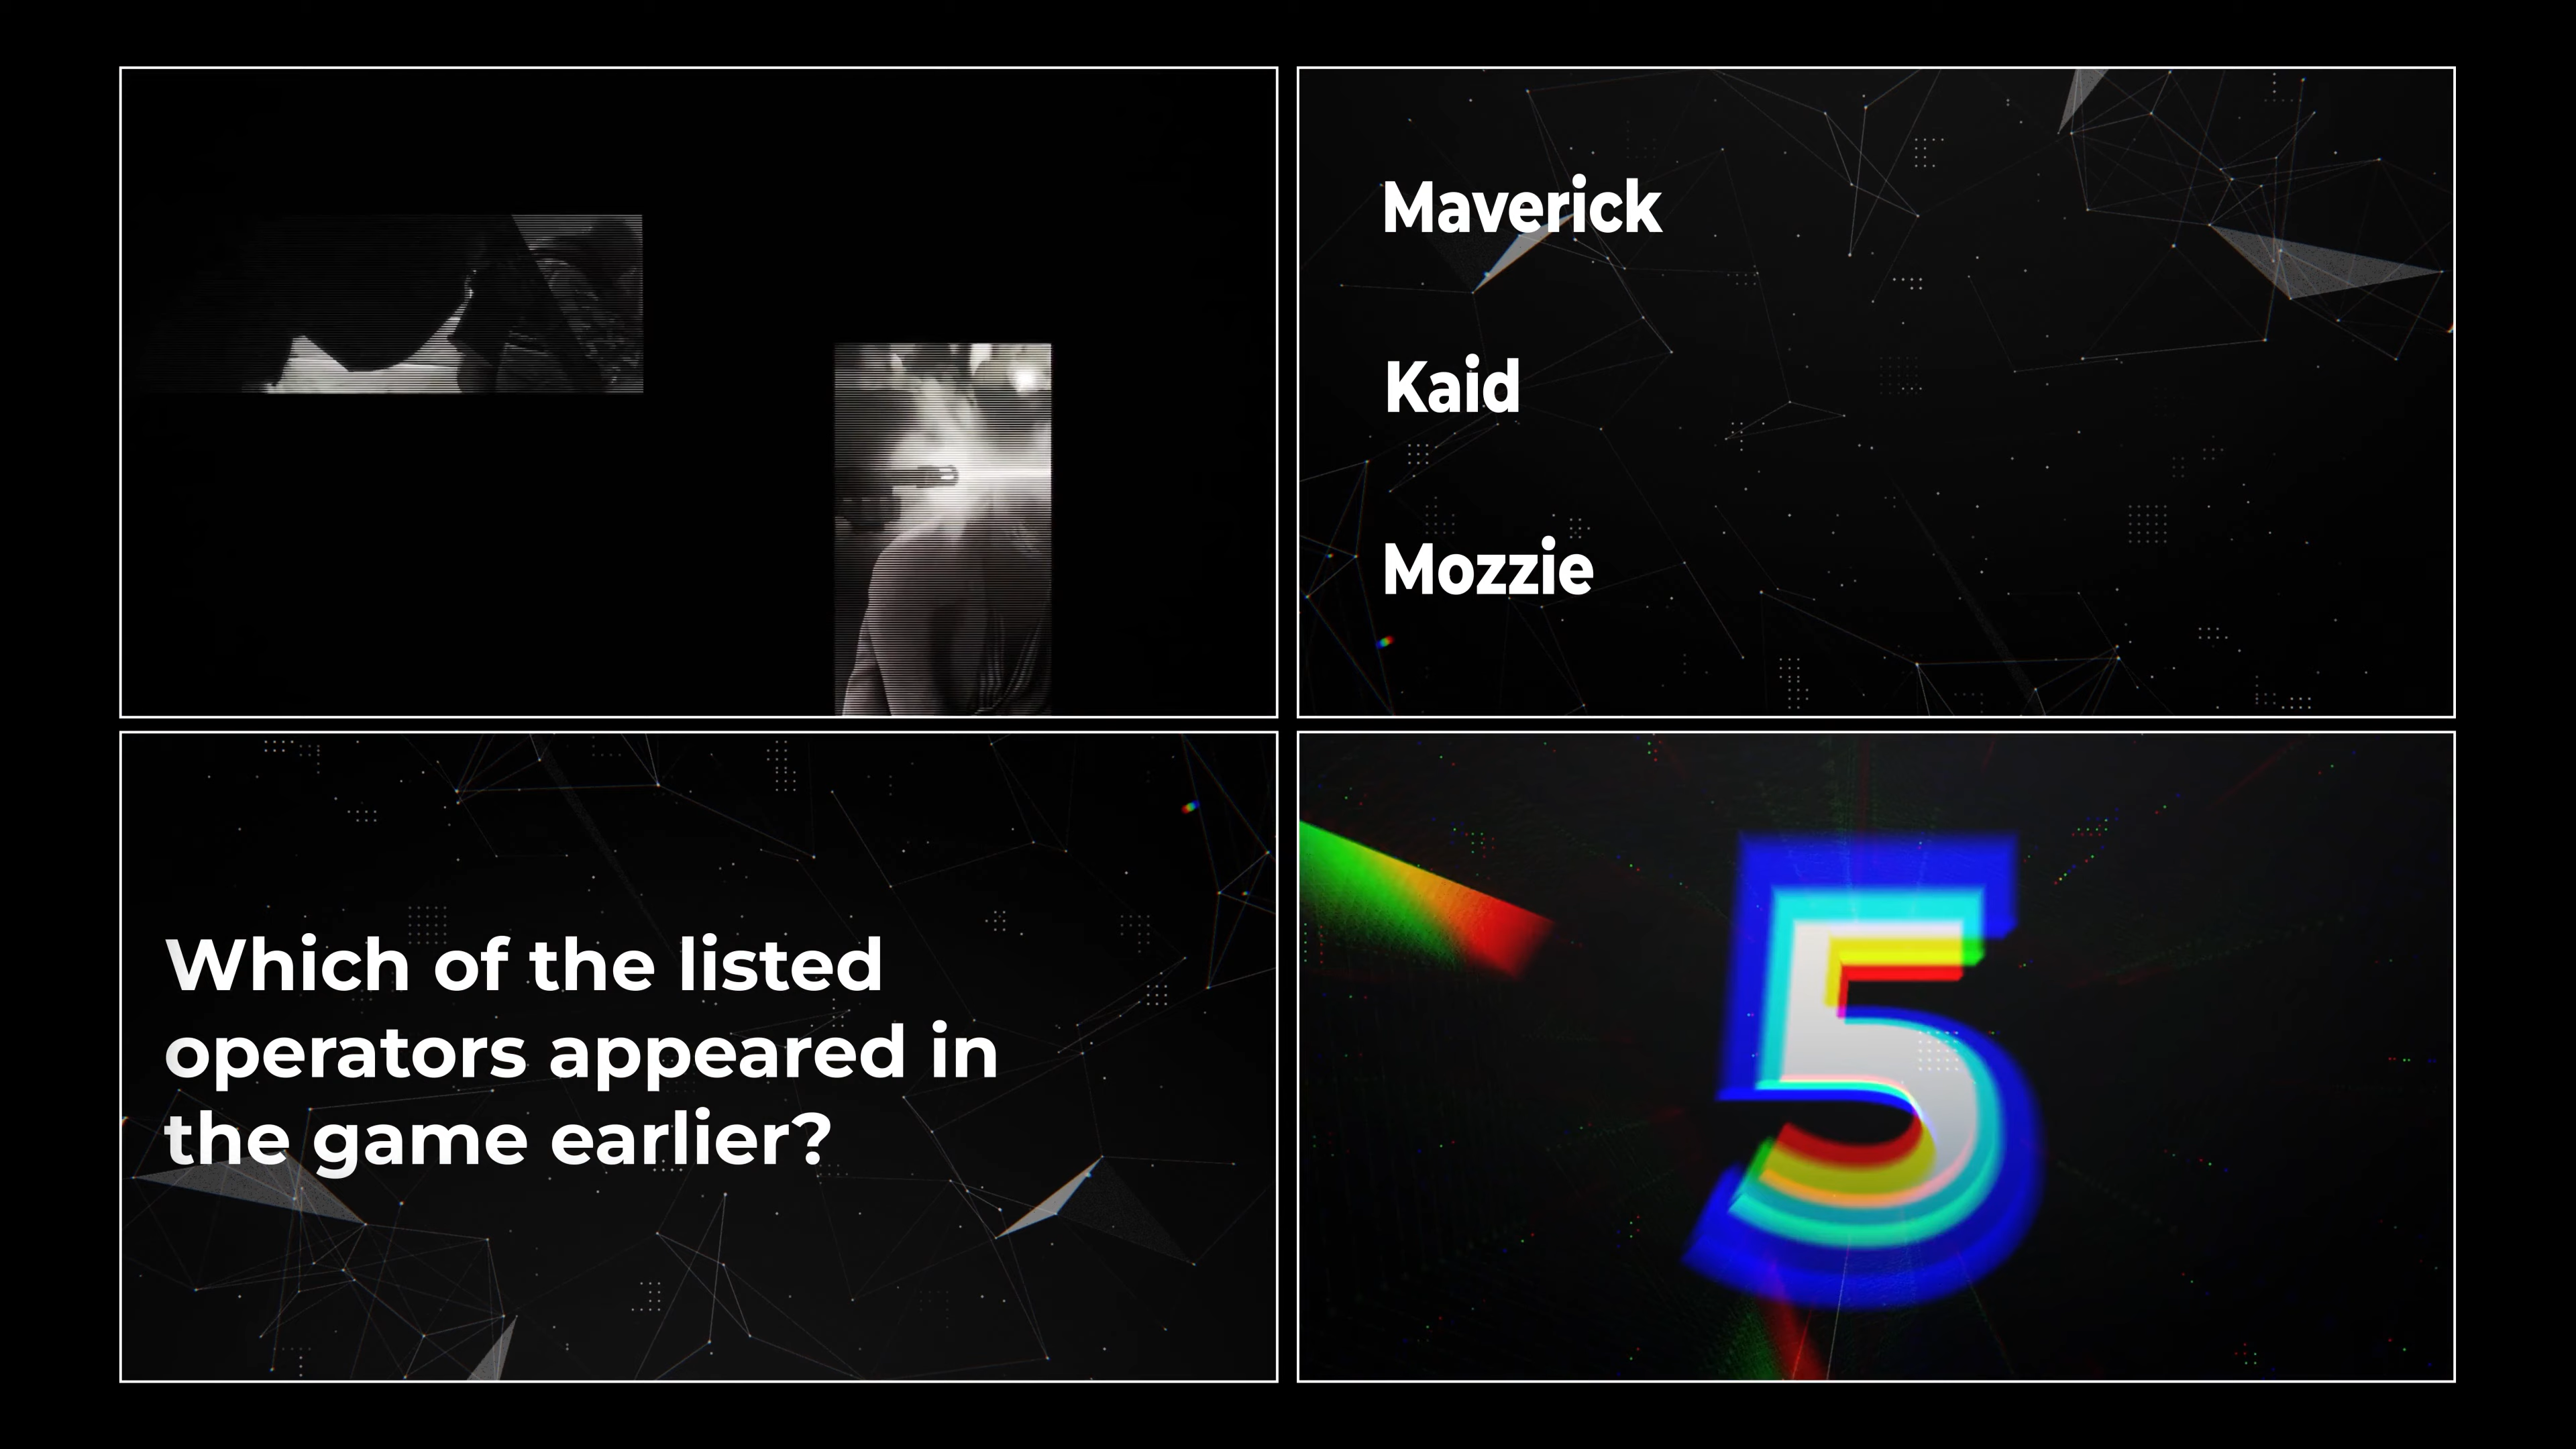 Maverick
Kaid
Mozzie
Which of the listed
operators appeared in
the game earlier?
5